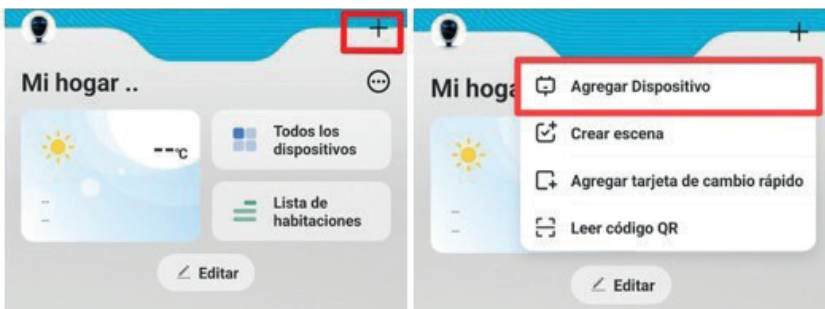 +
Mi hogar ..
--°C
Todos los
dispositivos
--
--
Lista de
habitaciones
Editar
+
Mi hoga
Agregar Dispositivo
Crear escena
Agregar tarjeta de cambio rápido
--
--
Leer código QR
Editar